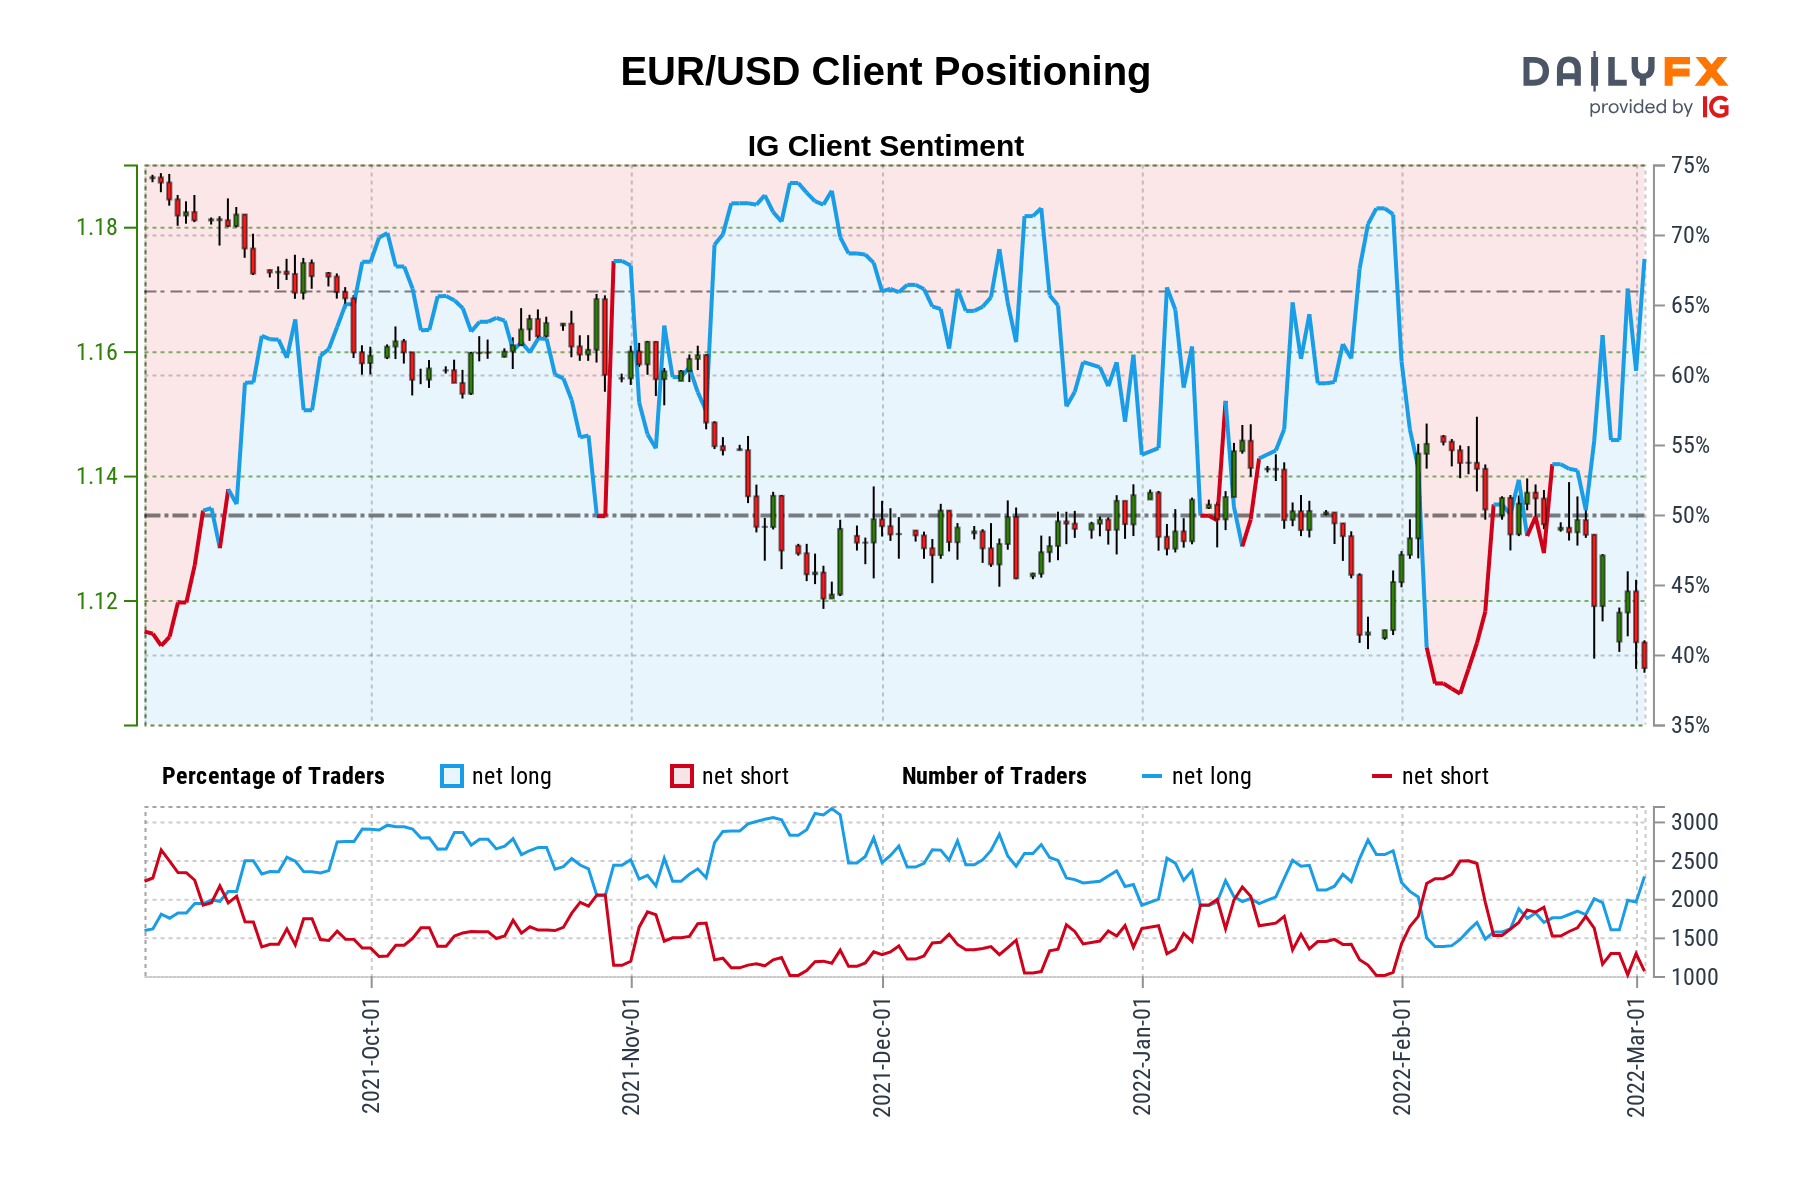 EUR/USD Client Positioning
DAILYFX
provided by IG
IG Client Sentiment
1.18
1.16
1.14
1.12
75%
70%
65%
60%
55%
50%
45%
40%
35%
Percentage of Traders net long net short Number of Traders net long net short
3000
2500
2000
1500
1000
2021-Oct-01
2021-Nov-01
2021-Dec-01
2022-Jan-01
2022-Feb-01
2022-Mar-01